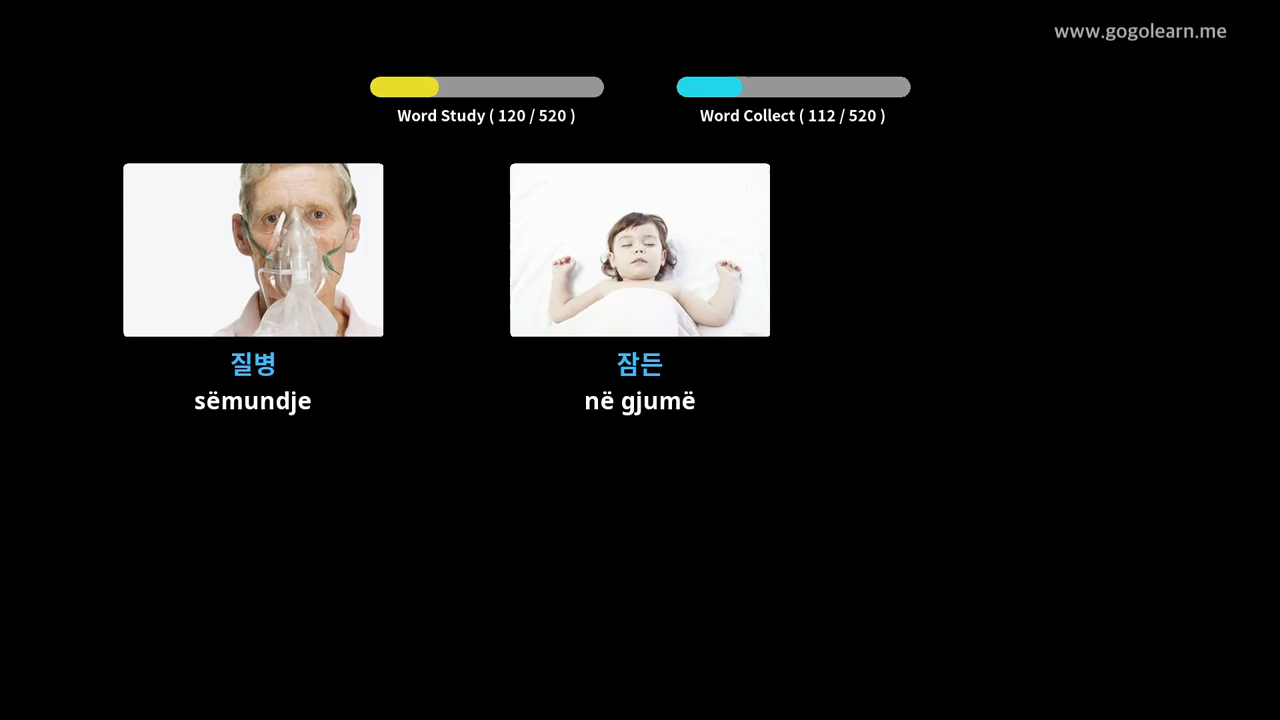 www.gogolearn.me
Word Study ( 120 / 520 )
Word Collect ( 112 / 520 )
질병
sëmundje
잠든
në gjumë